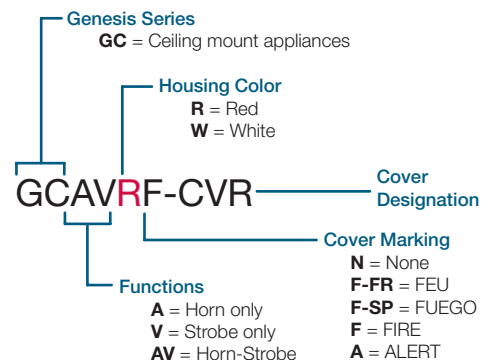 Genesis Series
GC = Ceiling mount appliances
Housing Color
R = Red
W = White
GCAVRF-CVR
Cover
Designation
Cover Marking
N = None
F-FR = FEU
F-SP = FUEGO
F = FIRE
A = ALERT
Functions
A = Horn only
V = Strobe only
AV = Horn-Strobe